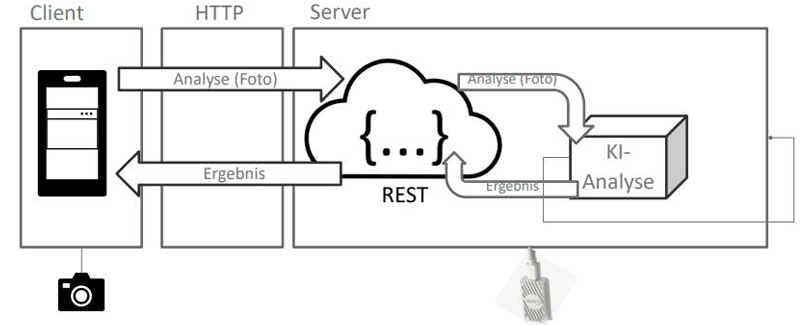 Client
HTTP
Server
Analyse (Foto)
Analyse (Foto)
{...}
KI-
Analyse
Ergebnis
Ergebnis
REST